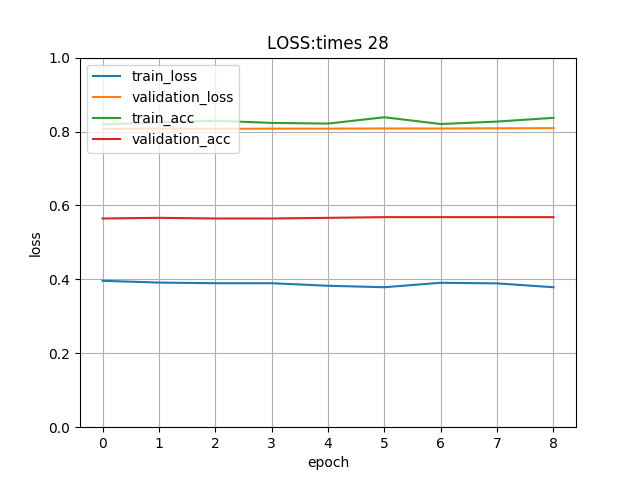 LOSS:times 28
train_loss
validation_loss
train_acc
validation_acc
loss
1.0
0.8
0.6
0.4
0.2
0.0
0 1 2 3 4 5 6 7 8
epoch